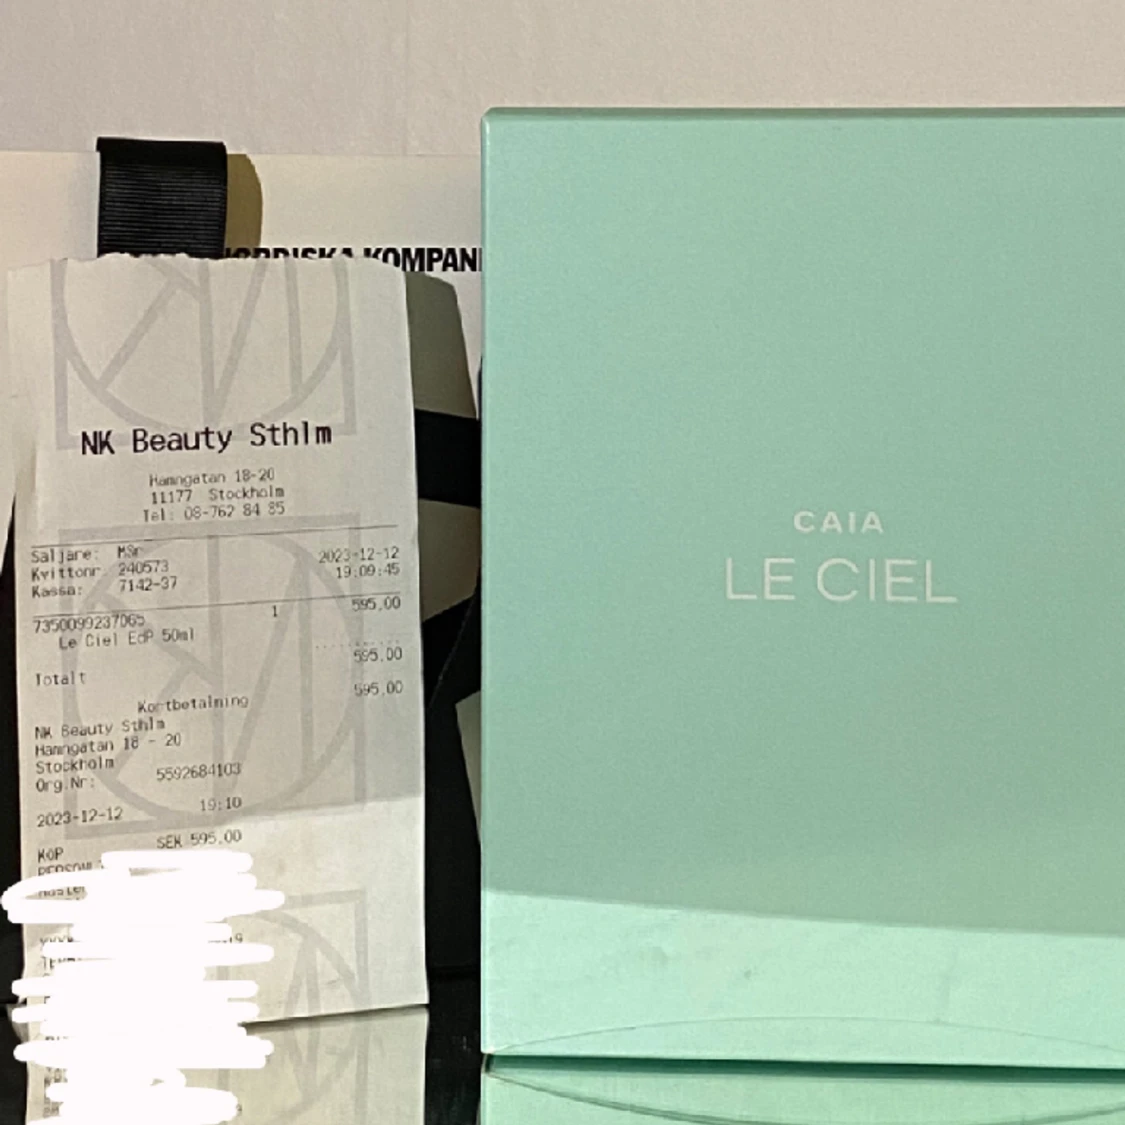 NORDISKA KOMPANI
NK Beauty Sthlm
Hamngatan 18-20
11177 Stockholm
Tel: 08-762 84 85
Saljare: MSr 2023-12-12
Kvittonr 240573 19:09:45
Kassa: 7142-37
7350099237065 1 595,00
Le Ciel EdP 50ml
595,00
Totalt
595,00
Kortbetalning
NK Beauty Sthlm
Hamngatan 18 - 20
Stockholm
Org.Nr: 5592684103
2023-12-12 19:10
KÖP SEK 595.00
CAIA
LE CIEL